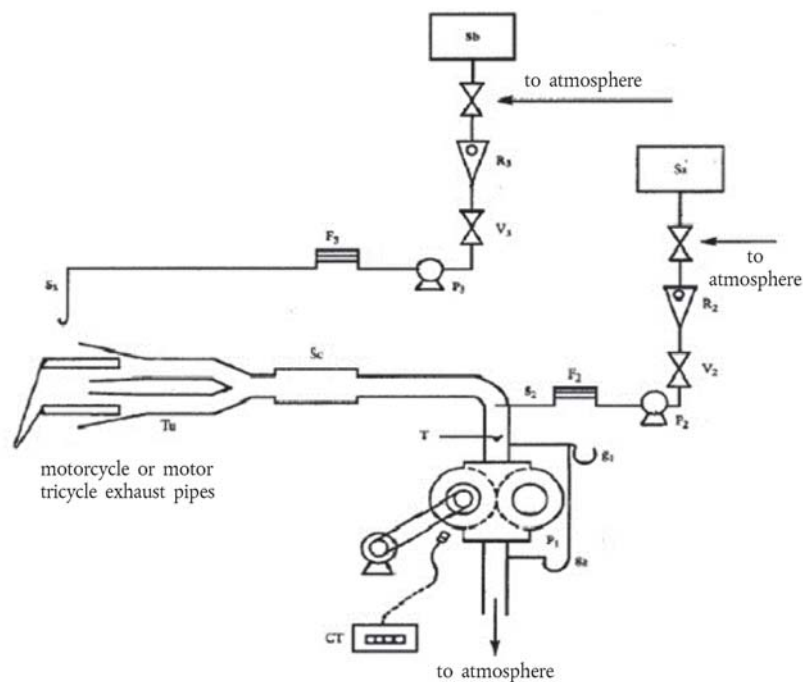 Sb
to atmosphere
R3
Sa
V3
F3
to
atmosphere
S1
P3
R2
Sc
V2
S2
F2
P2
T
Tu
g1
motorcycle or motor
tricycle exhaust pipes
P1
g2
CT
to atmosphere